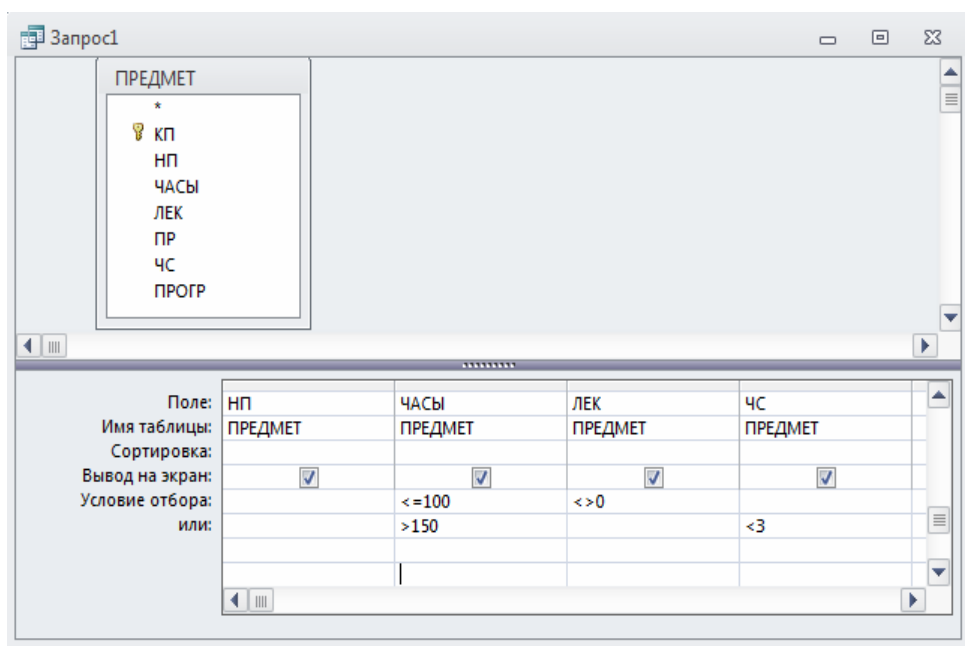 Запрос1
ПРЕДМЕТ
*
КП
НП
ЧАСЫ
ЛЕК
ПР
ЧС
ПРОГР
Поле: НП ЧАСЫ ЛЕК ЧС
Имя таблицы: ПРЕДМЕТ ПРЕДМЕТ ПРЕДМЕТ ПРЕДМЕТ
Сортировка:
Вывод на экран:
Условие отбора: <=100 <>0
или: >150 <3